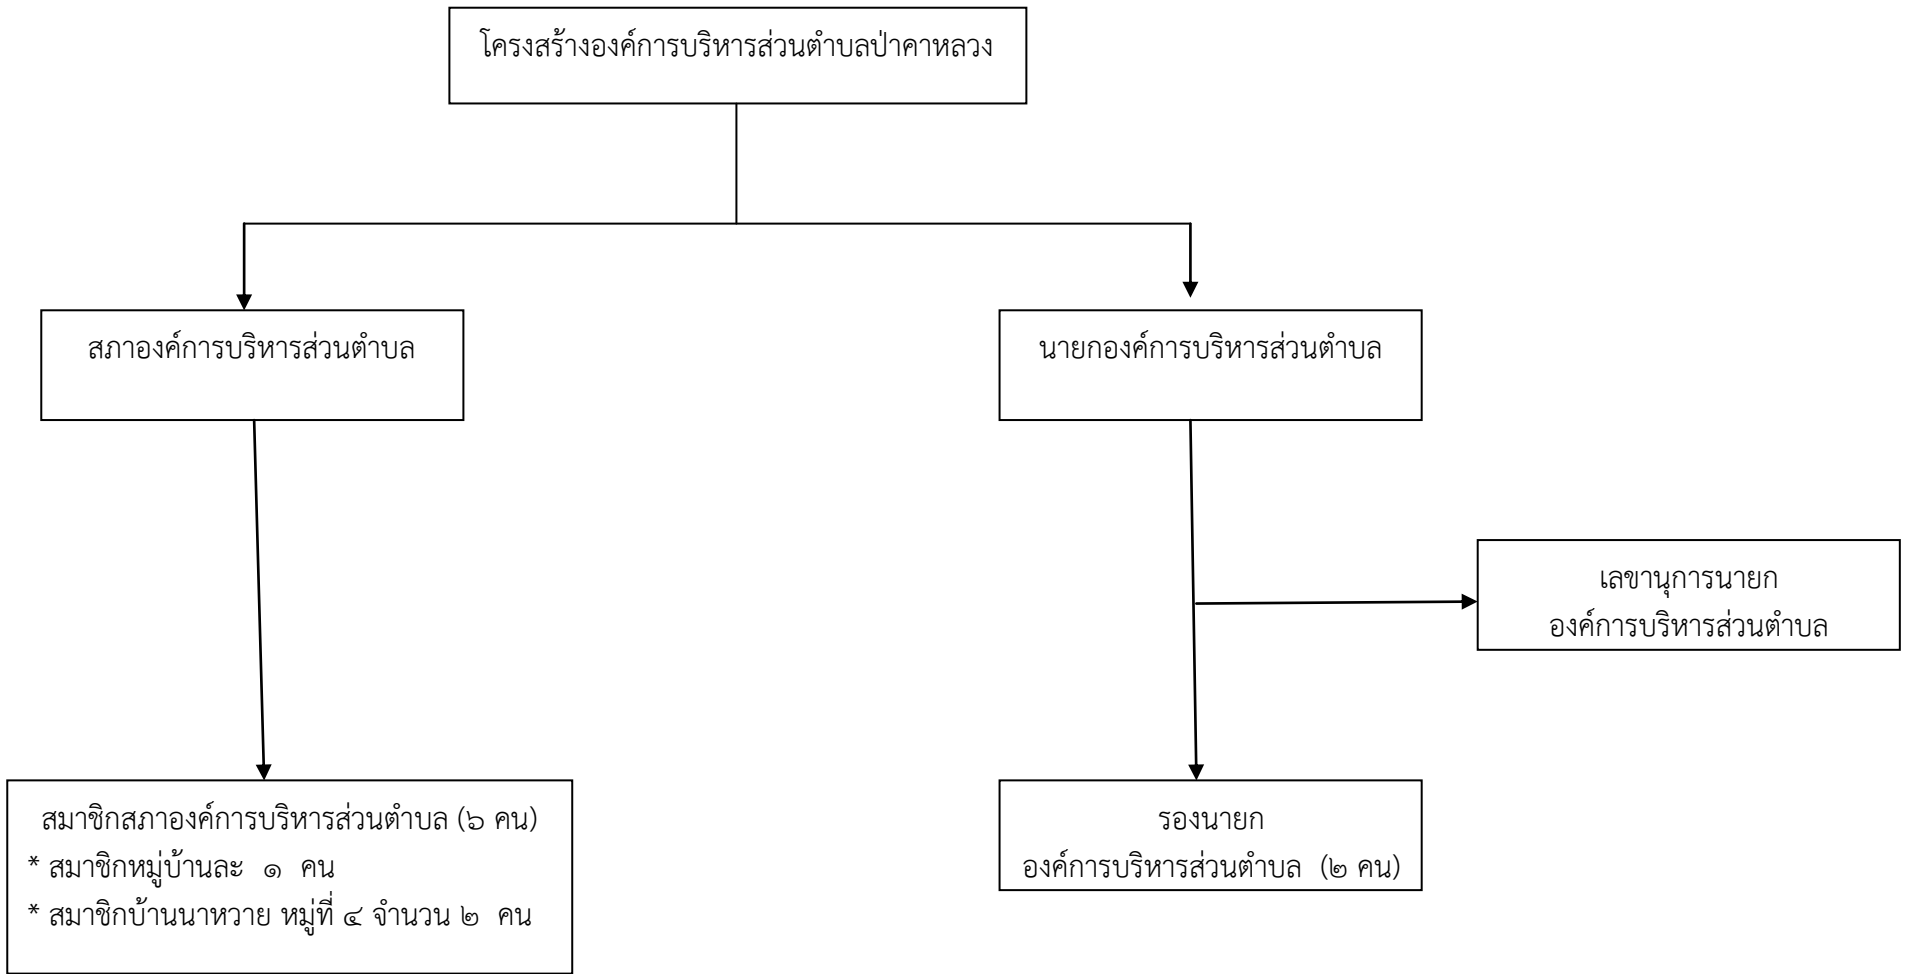 โครงสร้างองค์การบริหารส่วนตำบลป่าคาหลวง
สภาองค์การบริหารส่วนตำบล
นายกองค์การบริหารส่วนตำบล
เลขานุการนายก
องค์การบริหารส่วนตำบล
สมาชิกสภาองค์การบริหารส่วนตำบล (๖ คน)
* สมาชิกหมู่บ้านละ ๑ คน
* สมาชิกบ้านนาหวาย หมู่ที่ ๔ จำนวน ๒ คน
รองนายก
องค์การบริหารส่วนตำบล (๒ คน)